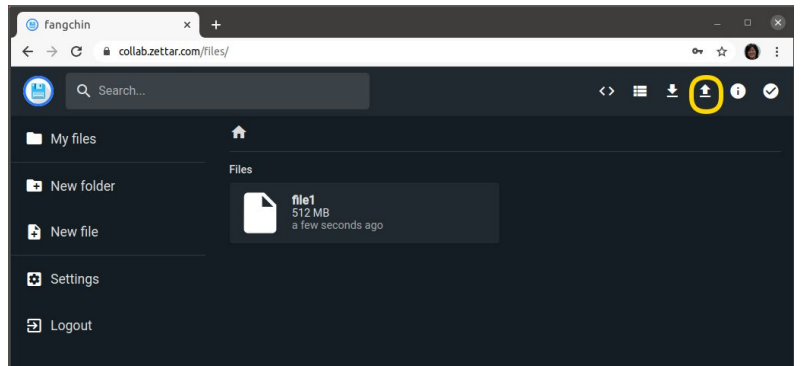 fangchin
collab.zettar.com/files/
Search...
My files
New folder
New file
Settings
Logout
Files
file1
512 MB
a few seconds ago